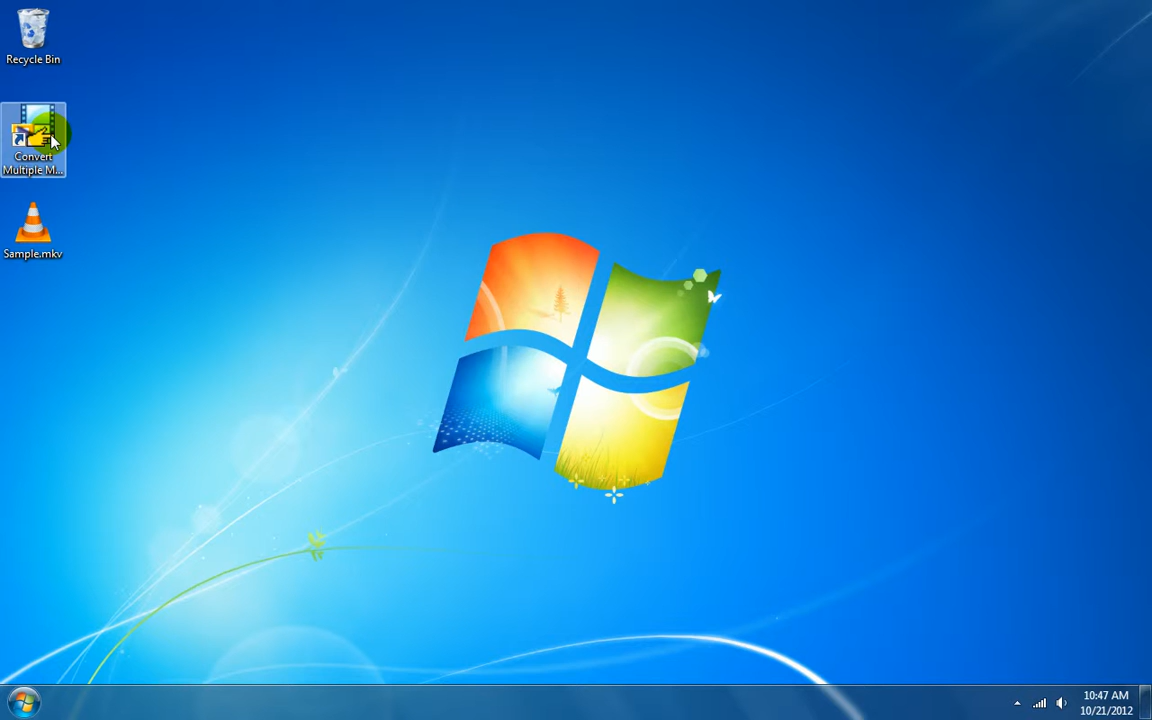 Recycle Bin
Convert
Multiple M...
Sample.mkv
10:47 AM
10/21/2012